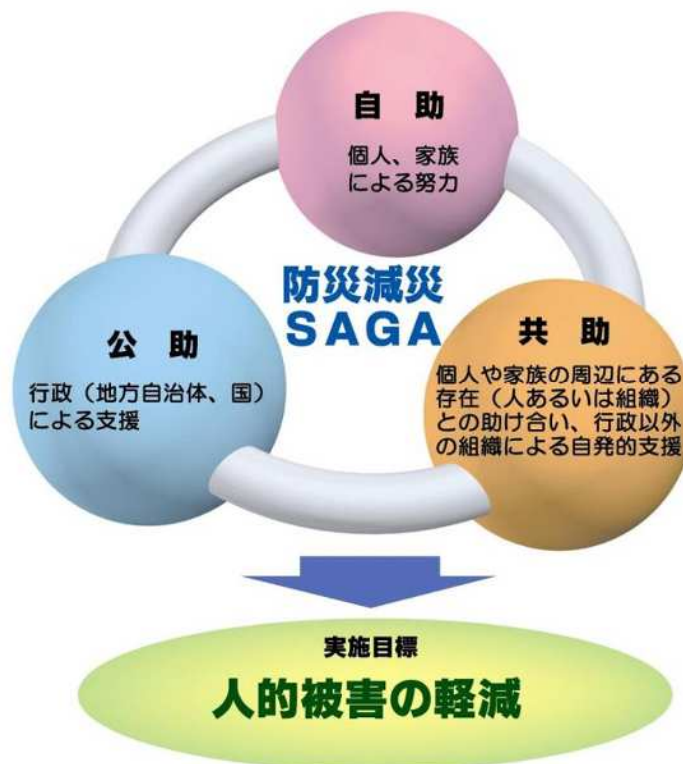 自 助
個人、家族
による努力
防災減災
SAGA
公 助
行政（地方自治体、国）
による支援
共 助
個人や家族の周辺にある
存在（人あるいは組織）
との助け合い、行政以外
の組織による自発的支援
実施目標
人的被害の軽減